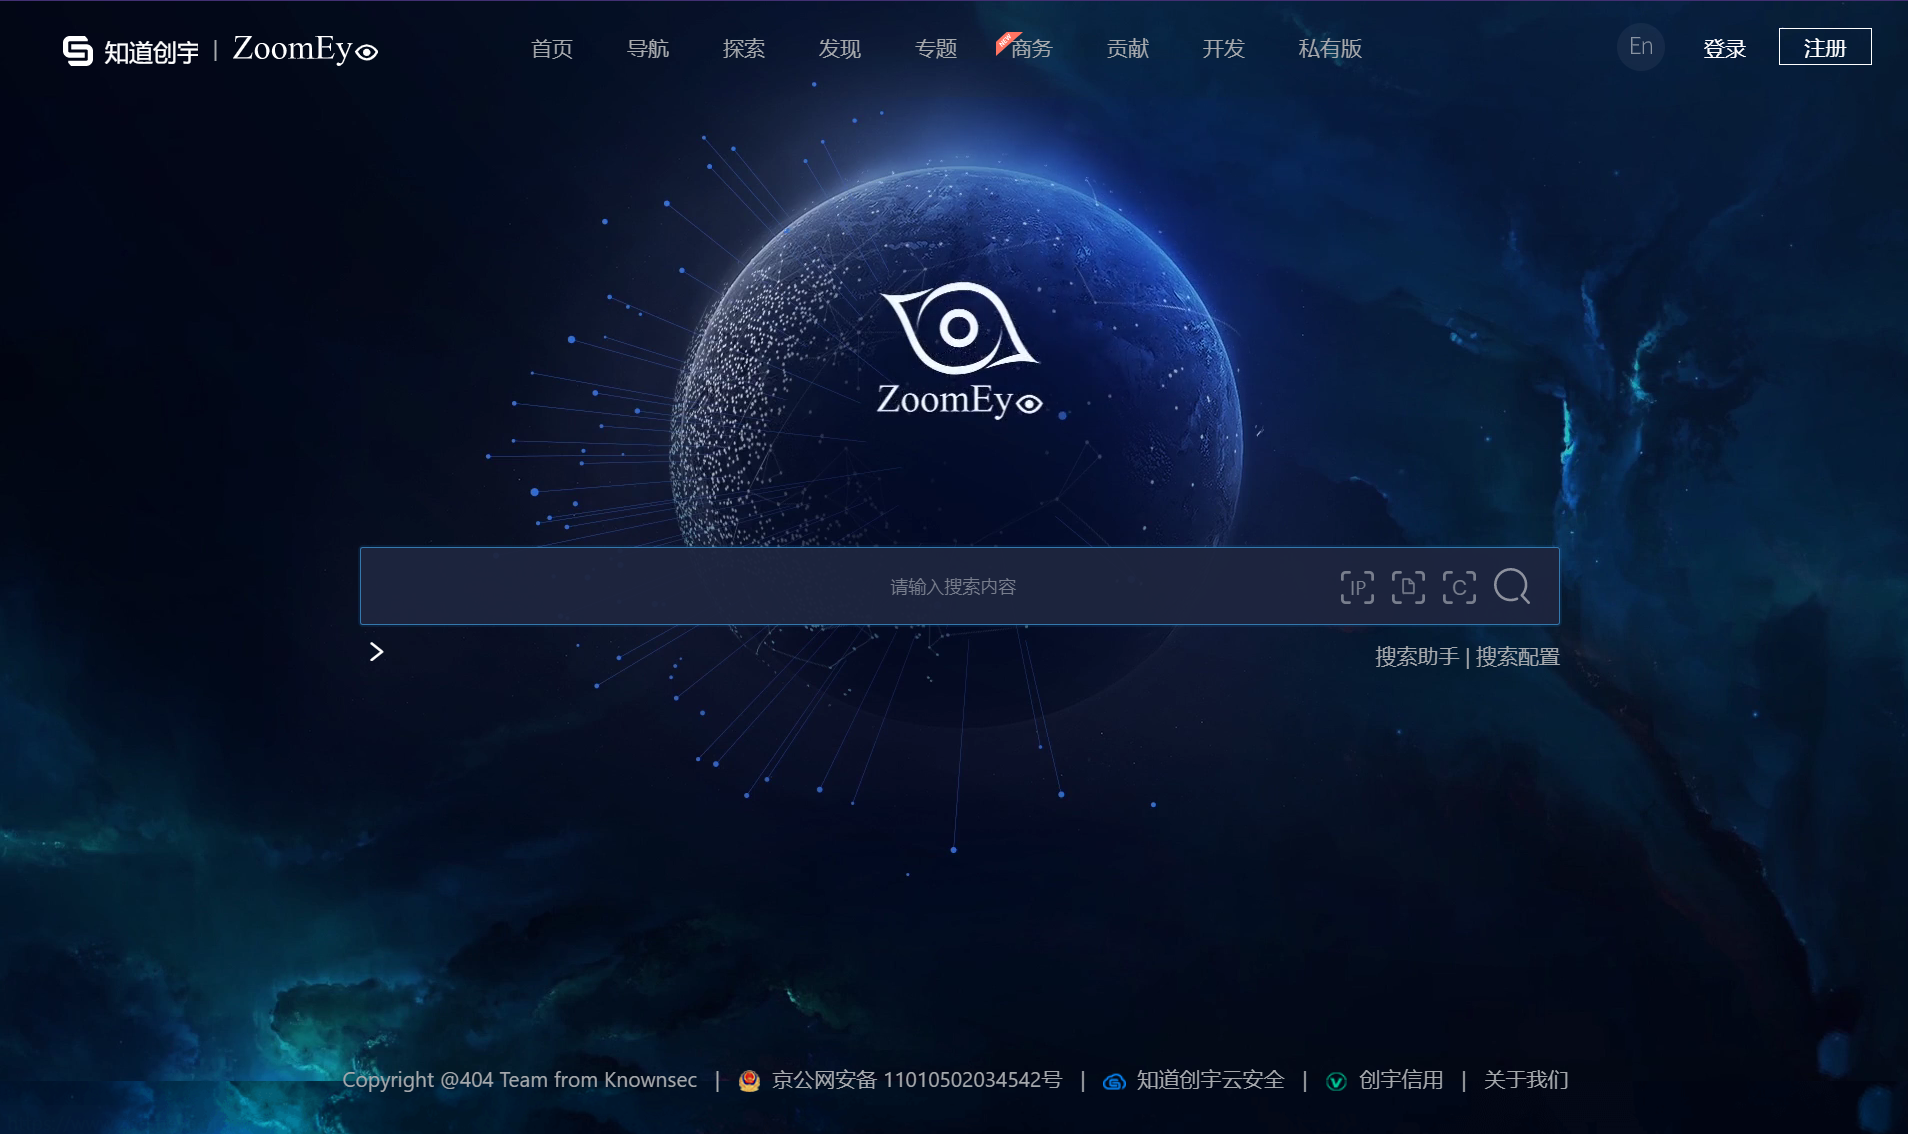 知道创宇 | ZoomEye 首页 导航 探索 发现 专题 NEW 商务 贡献 开发 私有版 En 登录 注册
ZoomEye
请输入搜索内容 IP C
> 搜索助手 | 搜索配置
Copyright @404 Team from Knownsec | 京公网安备 11010502034542号 | 知道创宇云安全 | 创宇信用 | 关于我们